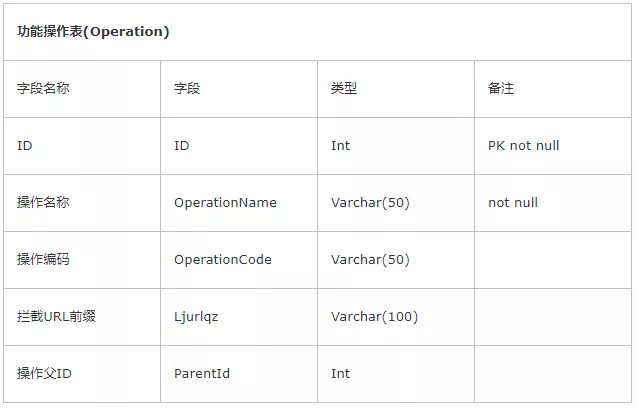 功能操作表(Operation)
字段名称 字段 类型 备注
ID ID Int PK not null
操作名称 OperationName Varchar(50) not null
操作编码 OperationCode Varchar(50)
拦截URL前缀 Ljurlqz Varchar(100)
操作父ID ParentId Int